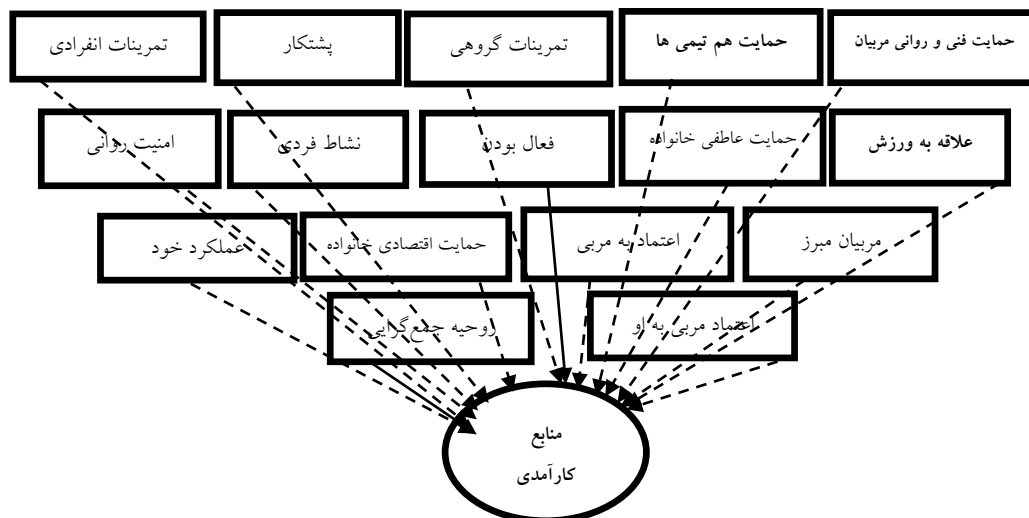 حمایت فنی و روانی مربیان
حمایت هم تیمی ها
تمرینات گروهی
پشتکار
تمرینات انفرادی
علاقه به ورزش
حمایت عاطفی خانواده
فعال بودن
نشاط فردی
امنیت روانی
مربیان مبرز
اعتماد به مربی
حمایت اقتصادی خانواده
عملکرد خود
اعتماد مربی به او
روحیه جمع‌گرایی
منابع
کارآمدی